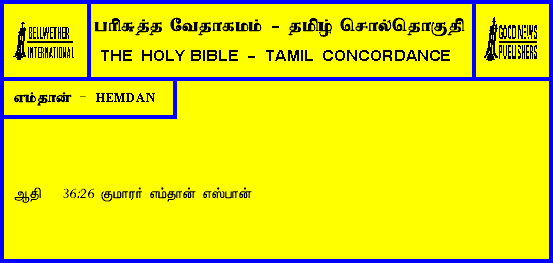 BELLWETHER INTERNATIONAL
பரிசுத்த வேதாகமம் - தமிழ் சொல்தொகுதி
THE HOLY BIBLE - TAMIL CONCORDANCE
GOOD NEWS PUBLISHERS
எம்தான் - HEMDAN
ஆதி 36:26 குமாரர் எம்தான் எஸ்பான்